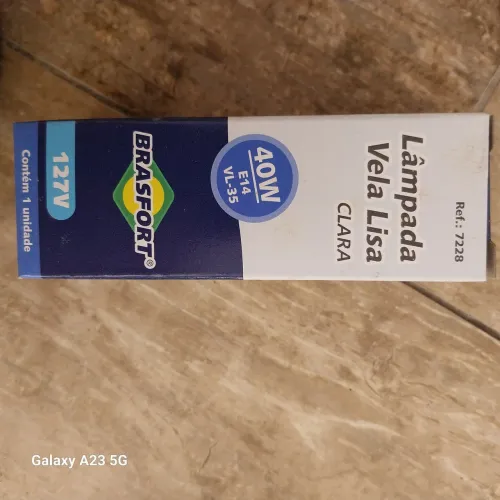 Ref.: 7228
Lâmpada
Vela Lisa
CLARA
40W
E14
VL-35
BRASFORT®
127V
Contém 1 unidade
Galaxy A23 5G